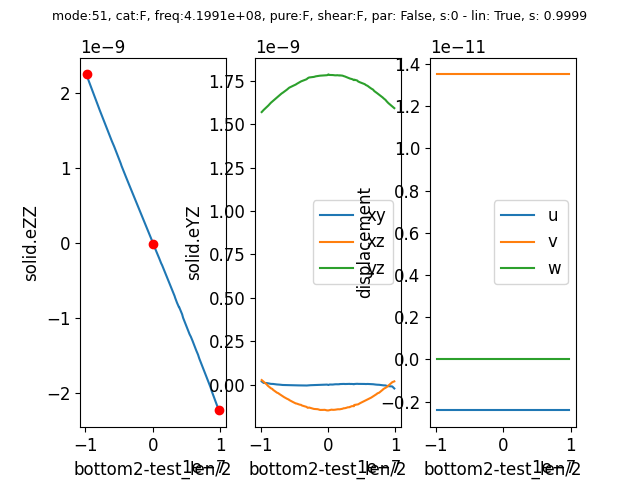 mode:51, cat:F, freq:4.1991e+08, pure:F, shear:F, par: False, s:0 - lin: True, s: 0.9999
1e−9
solid.eZZ
2
1
0
−1
−2
−1
0
1
1e−7
bottom2-test_len/2
1e−9
solid.eYZ
1.75
1.50
1.25
1.00
0.75
0.50
0.25
0.00
xy
xz
yz
−1
0
1
1e−7
bottom2-test_len/2
1e−11
displacement
1.4
1.2
1.0
0.8
0.6
0.4
0.2
0.0
−0.2
u
v
w
−1
0
1
1e−7
bottom2-test_len/2